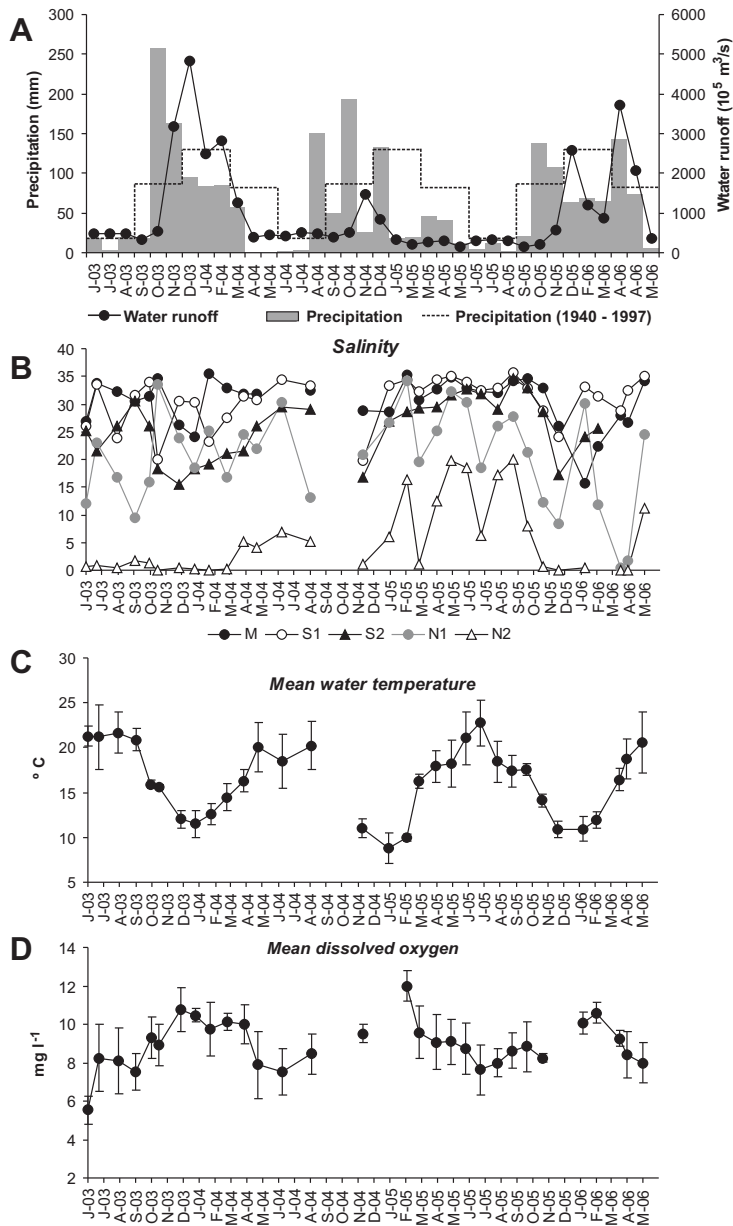 A
Precipitation (mm)
300
250
200
150
100
50
0
6000
5000
4000
3000
2000
1000
0
Wtater runoff (10⁵ m³/s)
J-03 J-03 A-03 S-03 O-03 N-03 D-03 J-04 F-04 M-04 A-04 M-04 J-04 J-04 A-04 S-04 O-04 N-04 D-04 J-05 F-05 M-05 A-05 M-05 J-05 J-05 A-05 S-05 O-05 N-05 D-05 J-06 F-06 M-06 A-06 M-06
Water runoff Precipitation Precipitation (1940 - 1997)
B
Salinity
40
35
30
25
20
15
10
5
0
J-03 J-03 A-03 S-03 O-03 N-03 D-03 J-04 F-04 M-04 A-04 M-04 J-04 J-04 A-04 S-04 O-04 N-04 D-04 J-05 F-05 M-05 A-05 M-05 J-05 J-05 A-05 S-05 O-05 N-05 D-05 J-06 F-06 M-06 A-06 M-06
M S1 S2 N1 N2
C
Mean water temperature
º C
30
25
20
15
10
5
J-03 J-03 A-03 S-03 O-03 N-03 D-03 J-04 F-04 M-04 A-04 M-04 J-04 J-04 A-04 S-04 O-04 N-04 D-04 J-05 F-05 M-05 A-05 M-05 J-05 J-05 A-05 S-05 O-05 N-05 D-05 J-06 F-06 M-06 A-06 M-06
D
Mean dissolved oxygen
mg l⁻¹
14
12
10
8
6
4
2
J-03 J-03 A-03 S-03 O-03 N-03 D-03 J-04 F-04 M-04 A-04 M-04 J-04 J-04 A-04 S-04 O-04 N-04 D-04 J-05 F-05 M-05 A-05 M-05 J-05 J-05 A-05 S-05 O-05 N-05 D-05 J-06 F-06 M-06 A-06 M-06